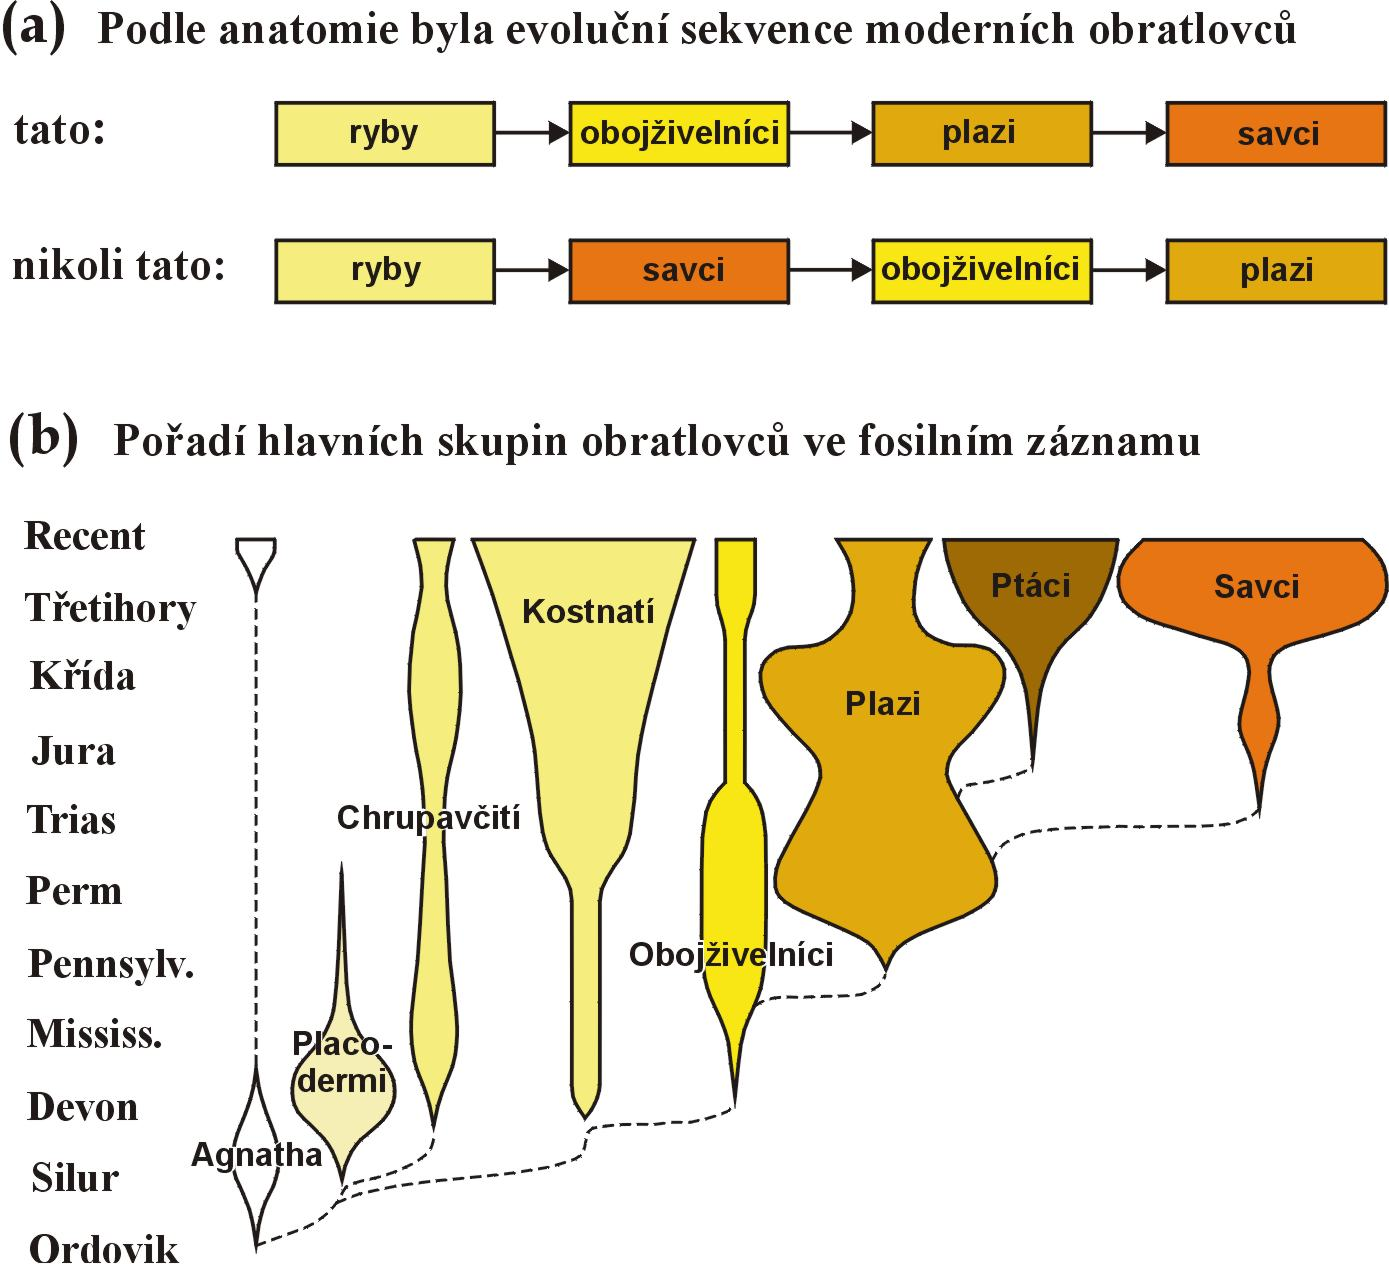 (a) Podle anatomie byla evoluční sekvence moderních obratlovců
tato: ryby obojživelníci plazi savci
nikoli tato: ryby savci obojživelníci plazi
(b) Pořadí hlavních skupin obratlovců ve fosilním záznamu
Recent
Třetihory
Křída
Jura
Trias
Perm
Pennsylv.
Mississ.
Devon
Silur
Ordovik
Agnatha
Placo-
dermi
Chrupavčití
Kostnatí
Obojživelníci
Plazi
Ptáci
Savci